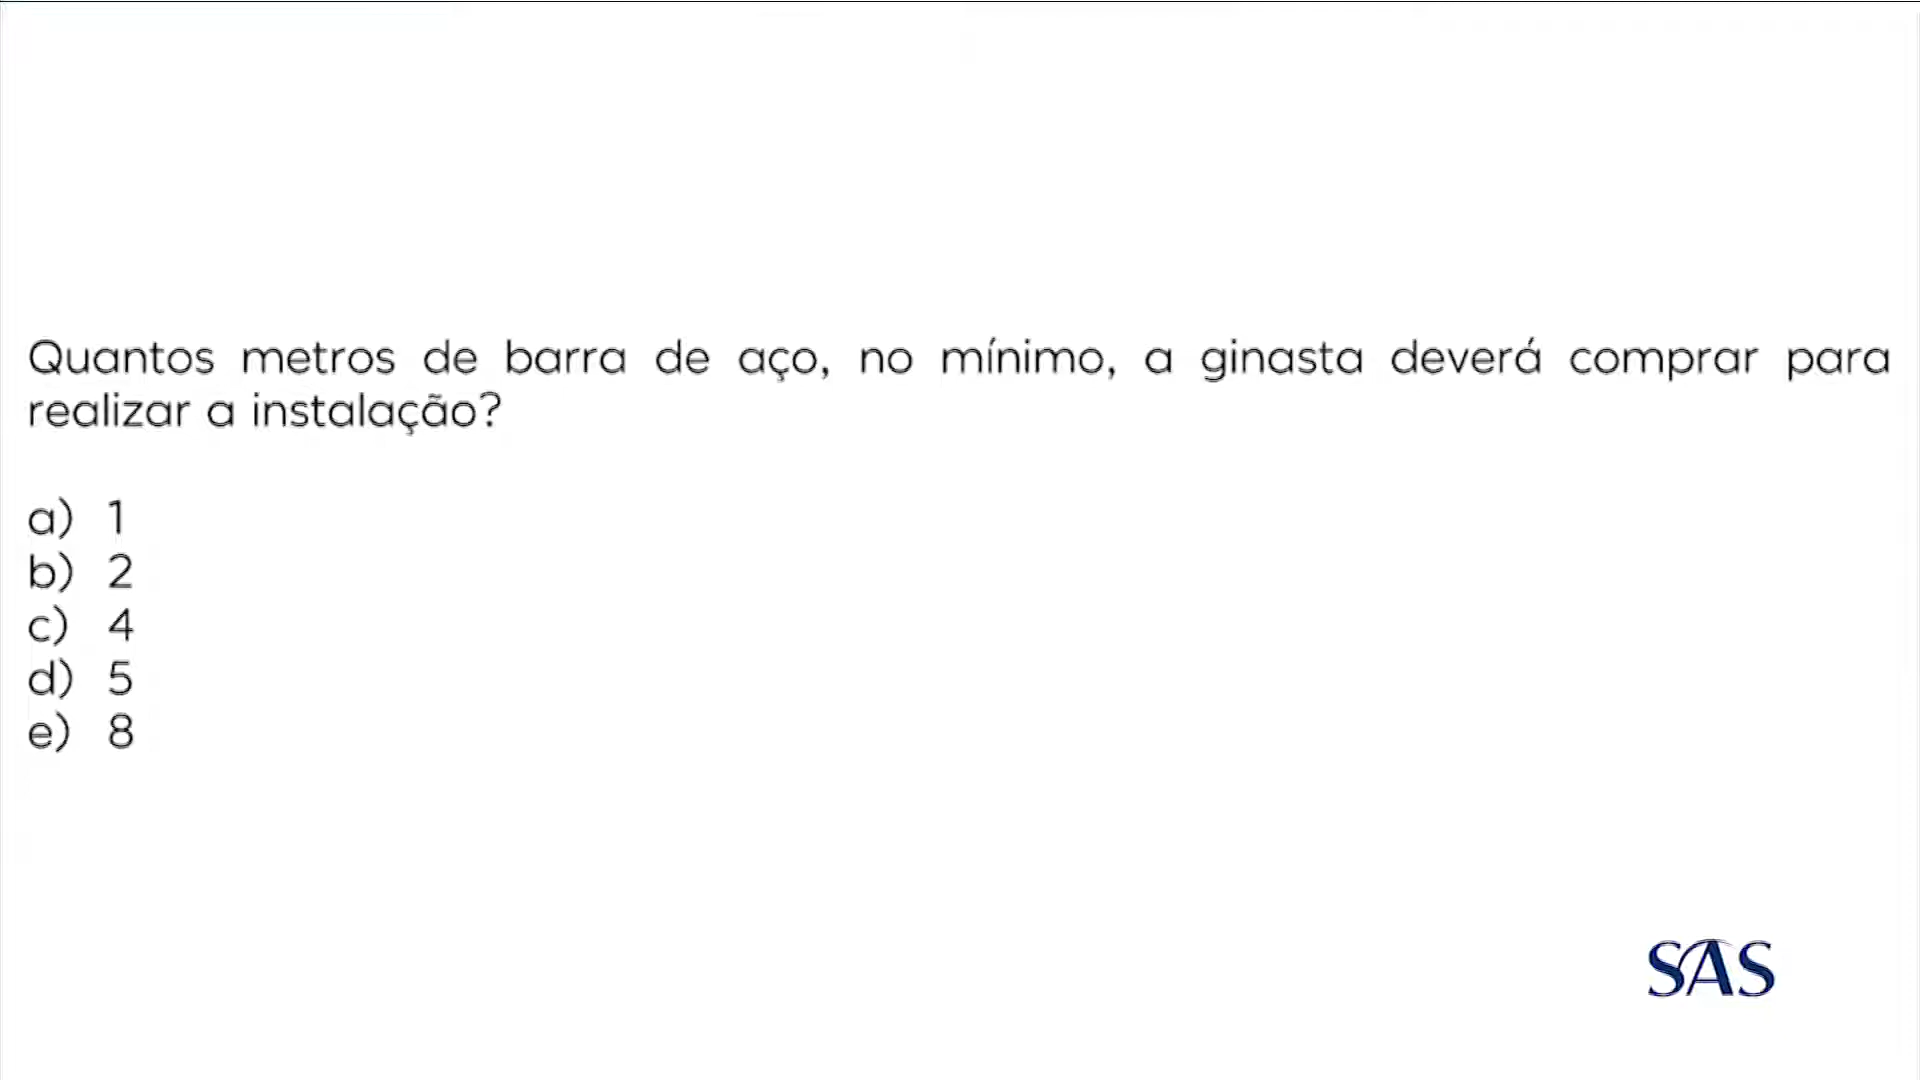 Quantos metros de barra de aço, no mínimo, a ginasta deverá comprar para
realizar a instalação?
a) 1
b) 2
c) 4
d) 5
e) 8
SAS